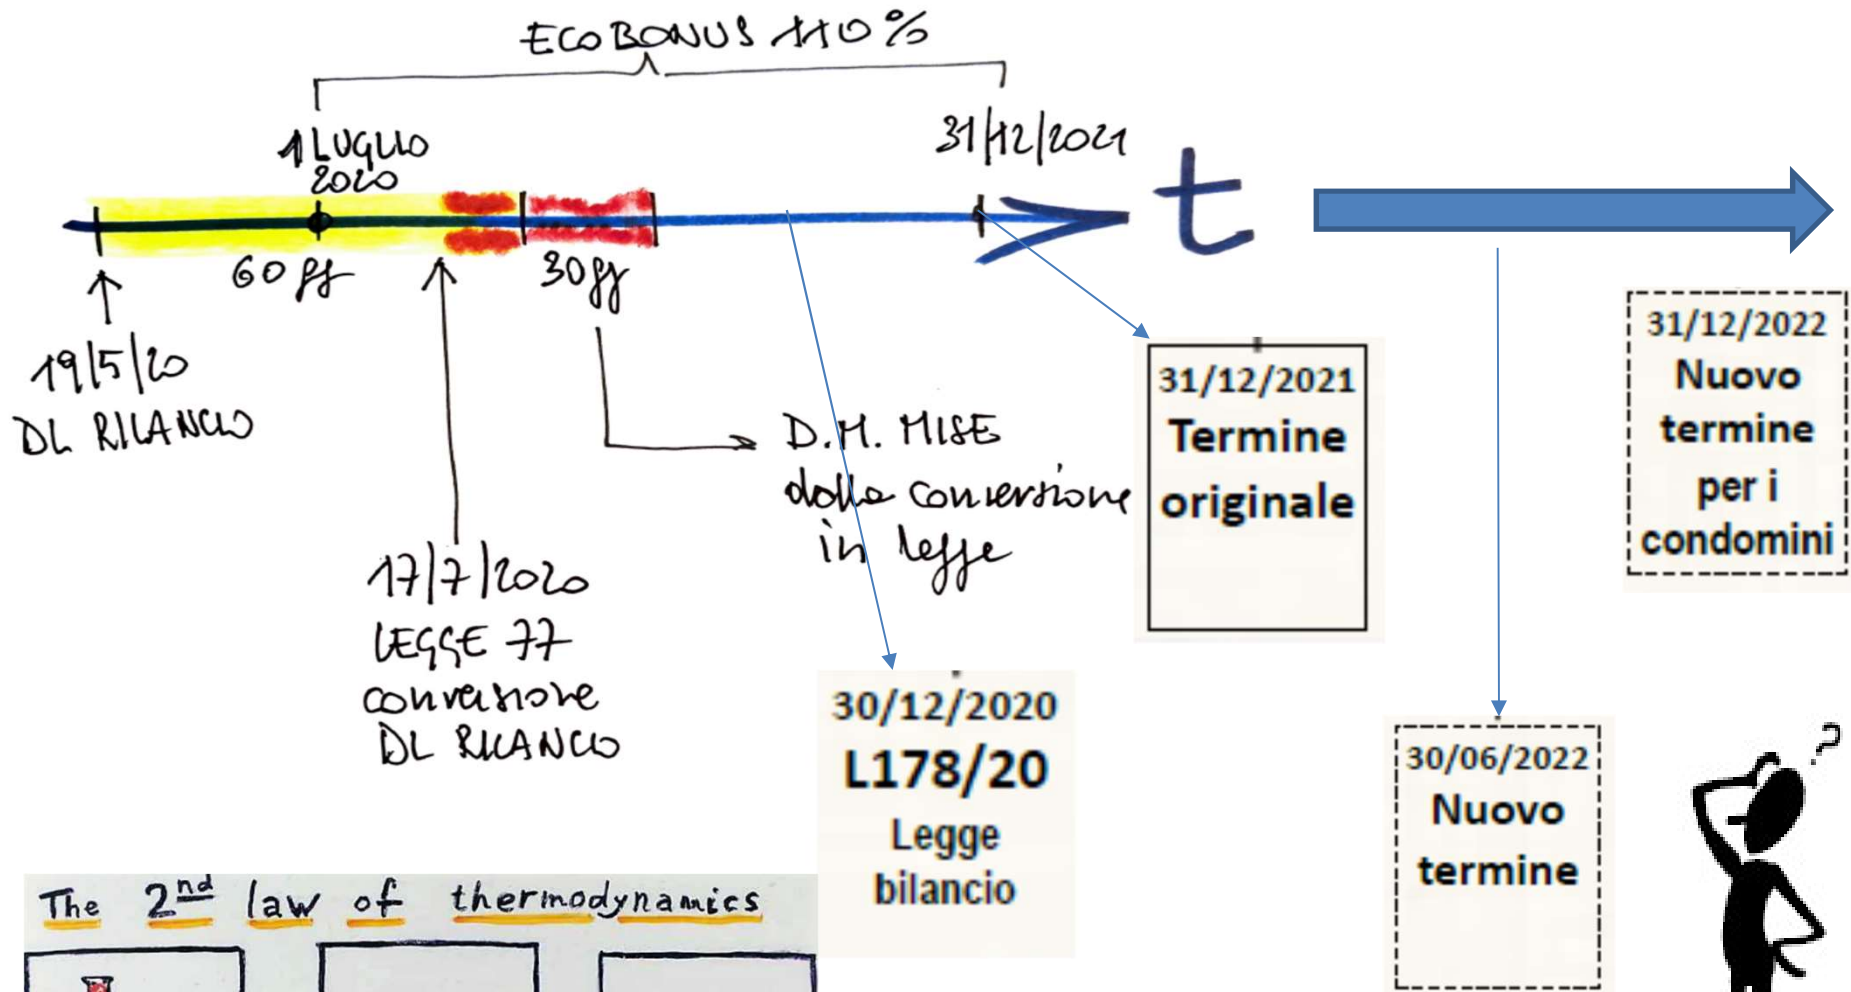 ECOBONUS 110%
1 LUGLIO
2020
31/12/2021
t
60 gg
30 gg
19/5/20
DL RILANCIO
D.M. MISE
dalla conversione
in legge
17/7/2020
LEGGE 77
conversione
DL RILANCIO
31/12/2021
Termine
originale
31/12/2022
Nuovo
termine
per i
condomini
30/12/2020
L178/20
Legge
bilancio
30/06/2022
Nuovo
termine
?
The 2nd law of thermodynamics